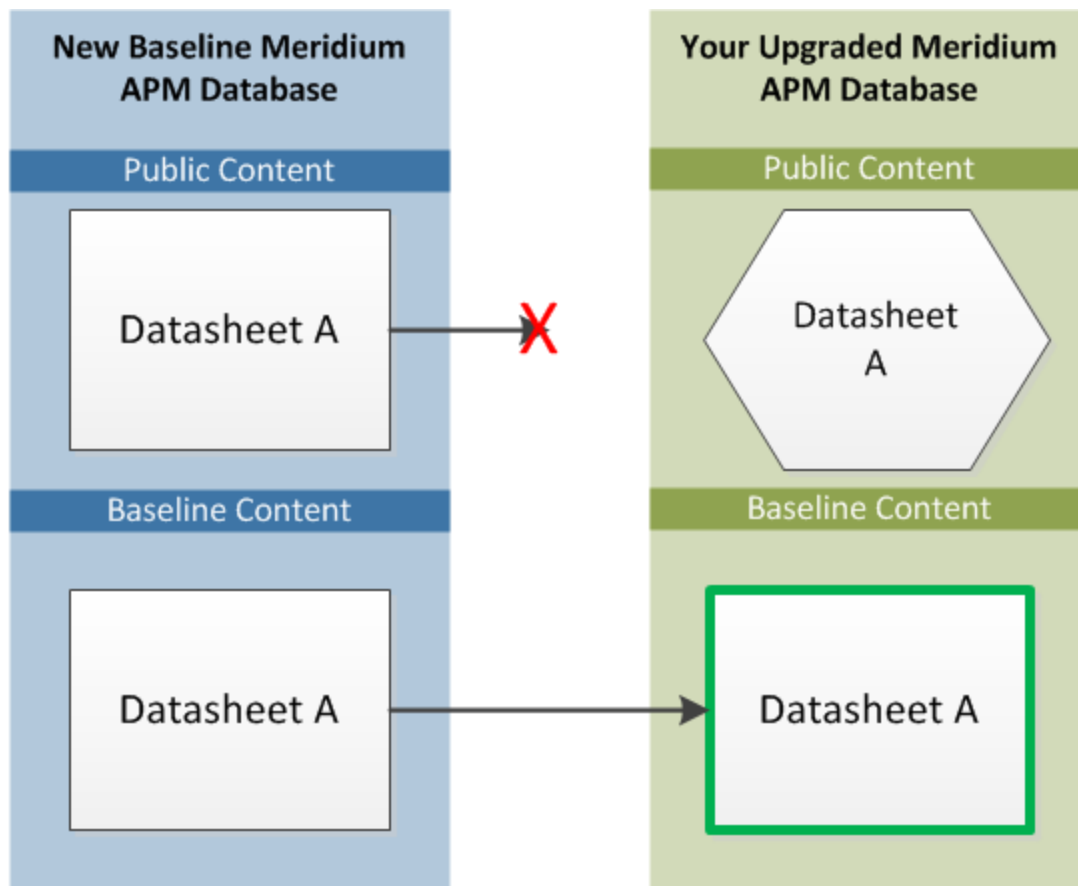 New Baseline Meridium
APM Database
Public Content
Datasheet A
Baseline Content
Datasheet A
X
Your Upgraded Meridium
APM Database
Public Content
Datasheet
A
Baseline Content
Datasheet A